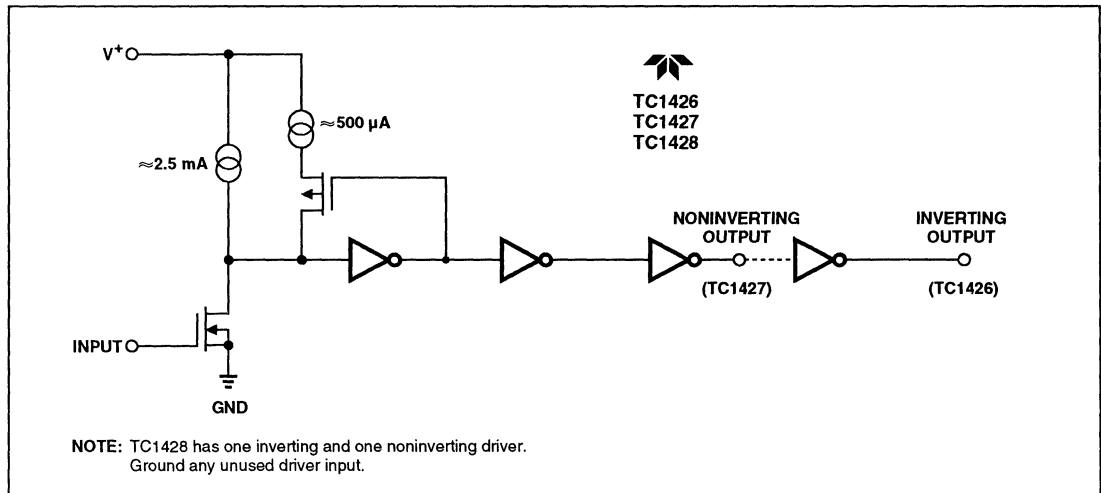 V+
≈500 µA
≈2.5 mA
TC1426
TC1427
TC1428
NONINVERTING
OUTPUT
(TC1427)
INVERTING
OUTPUT
(TC1426)
INPUT
GND
NOTE: TC1428 has one inverting and one noninverting driver.
Ground any unused driver input.